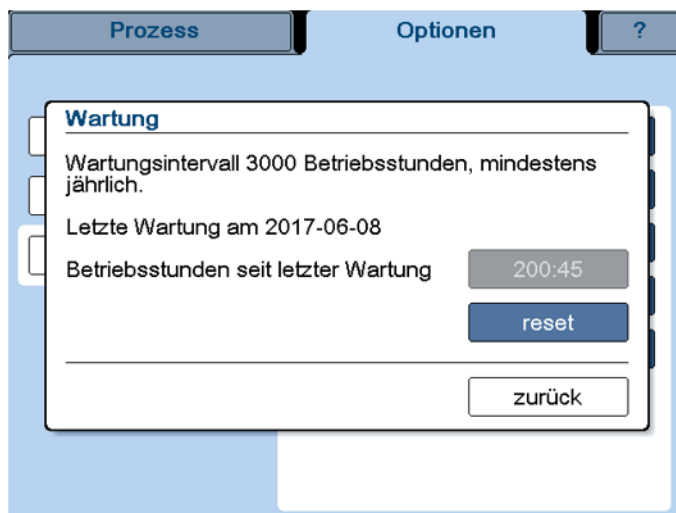 Prozess
Optionen
?
Wartung
Wartungsintervall 3000 Betriebsstunden, mindestens
jährlich.
Letzte Wartung am 2017-06-08
Betriebsstunden seit letzter Wartung
200:45
reset
zurück